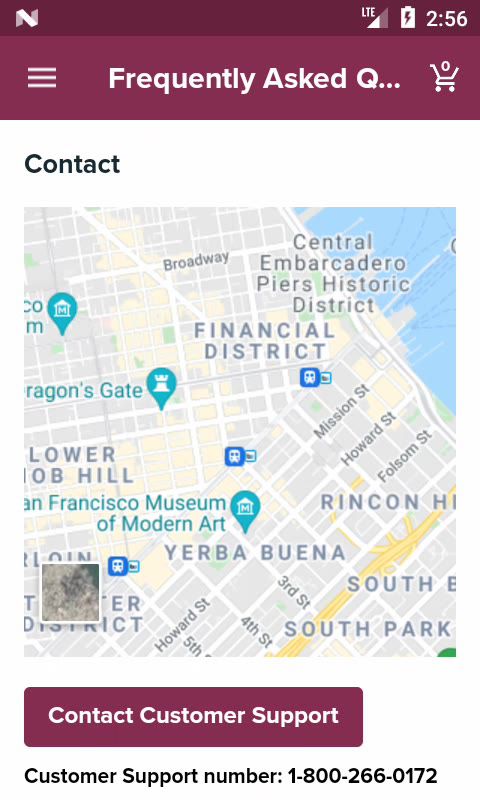 LTE 2:56
Frequently Asked Q... 0
Contact
Central
Embarcadero
Piers Historic
District
Broadway
co
m
FINANCIAL
DISTRICT
ragon's Gate
Mission St
Howard St
Folsom St
LOWER
OB HILL
an Francisco Museum
of Modern Art
RINCON HI
YERBA BUENA
RLOIN
3rd St
SOUTH B
T ER
DISTRICT
Howard St
4th St
5th
SOUTH PARK
Contact Customer Support
Customer Support number: 1-800-266-0172